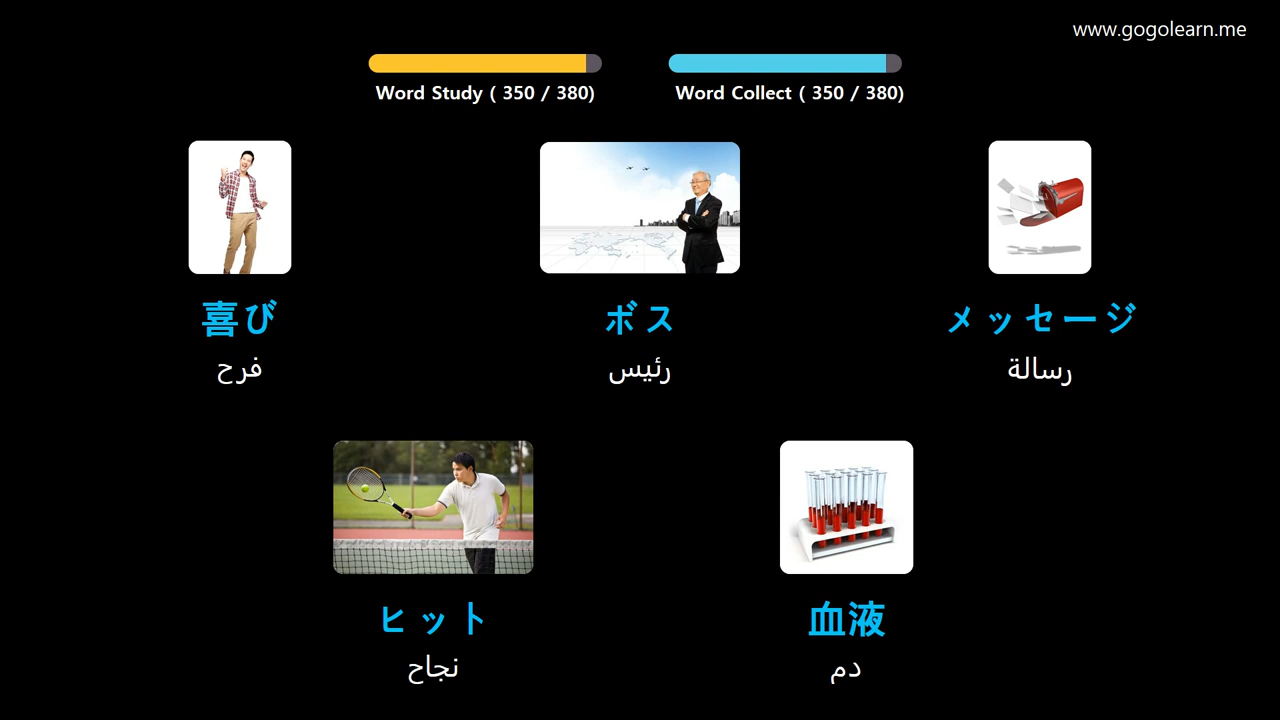 www.gogolearn.me
Word Study ( 350 / 380)
Word Collect ( 350 / 380)
喜び
ボス
メッセージ
فرح
رئيس
رسالة
ヒット
血液
نجاح
دم